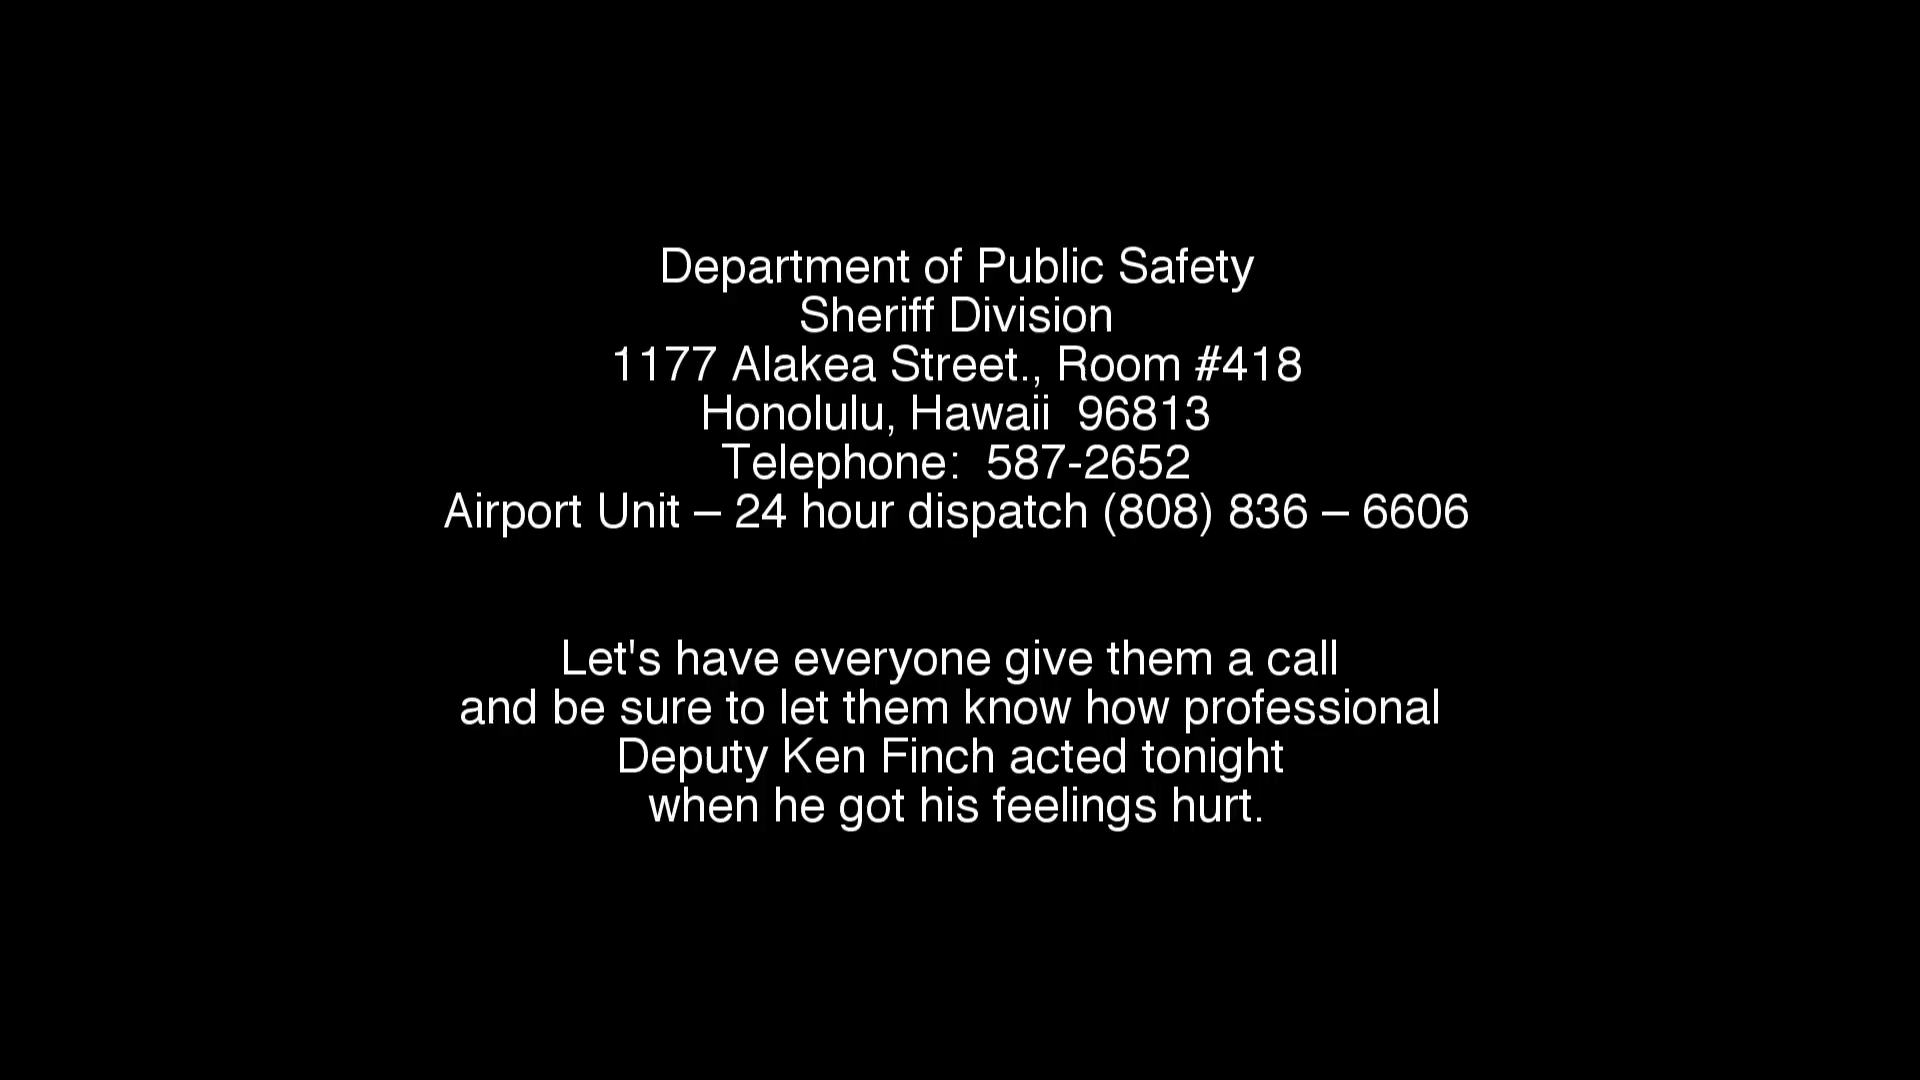 Department of Public Safety
Sheriff Division
1177 Alakea Street., Room #418
Honolulu, Hawaii  96813
Telephone:  587-2652
Airport Unit – 24 hour dispatch (808) 836 – 6606
Let's have everyone give them a call
and be sure to let them know how professional
Deputy Ken Finch acted tonight
when he got his feelings hurt.